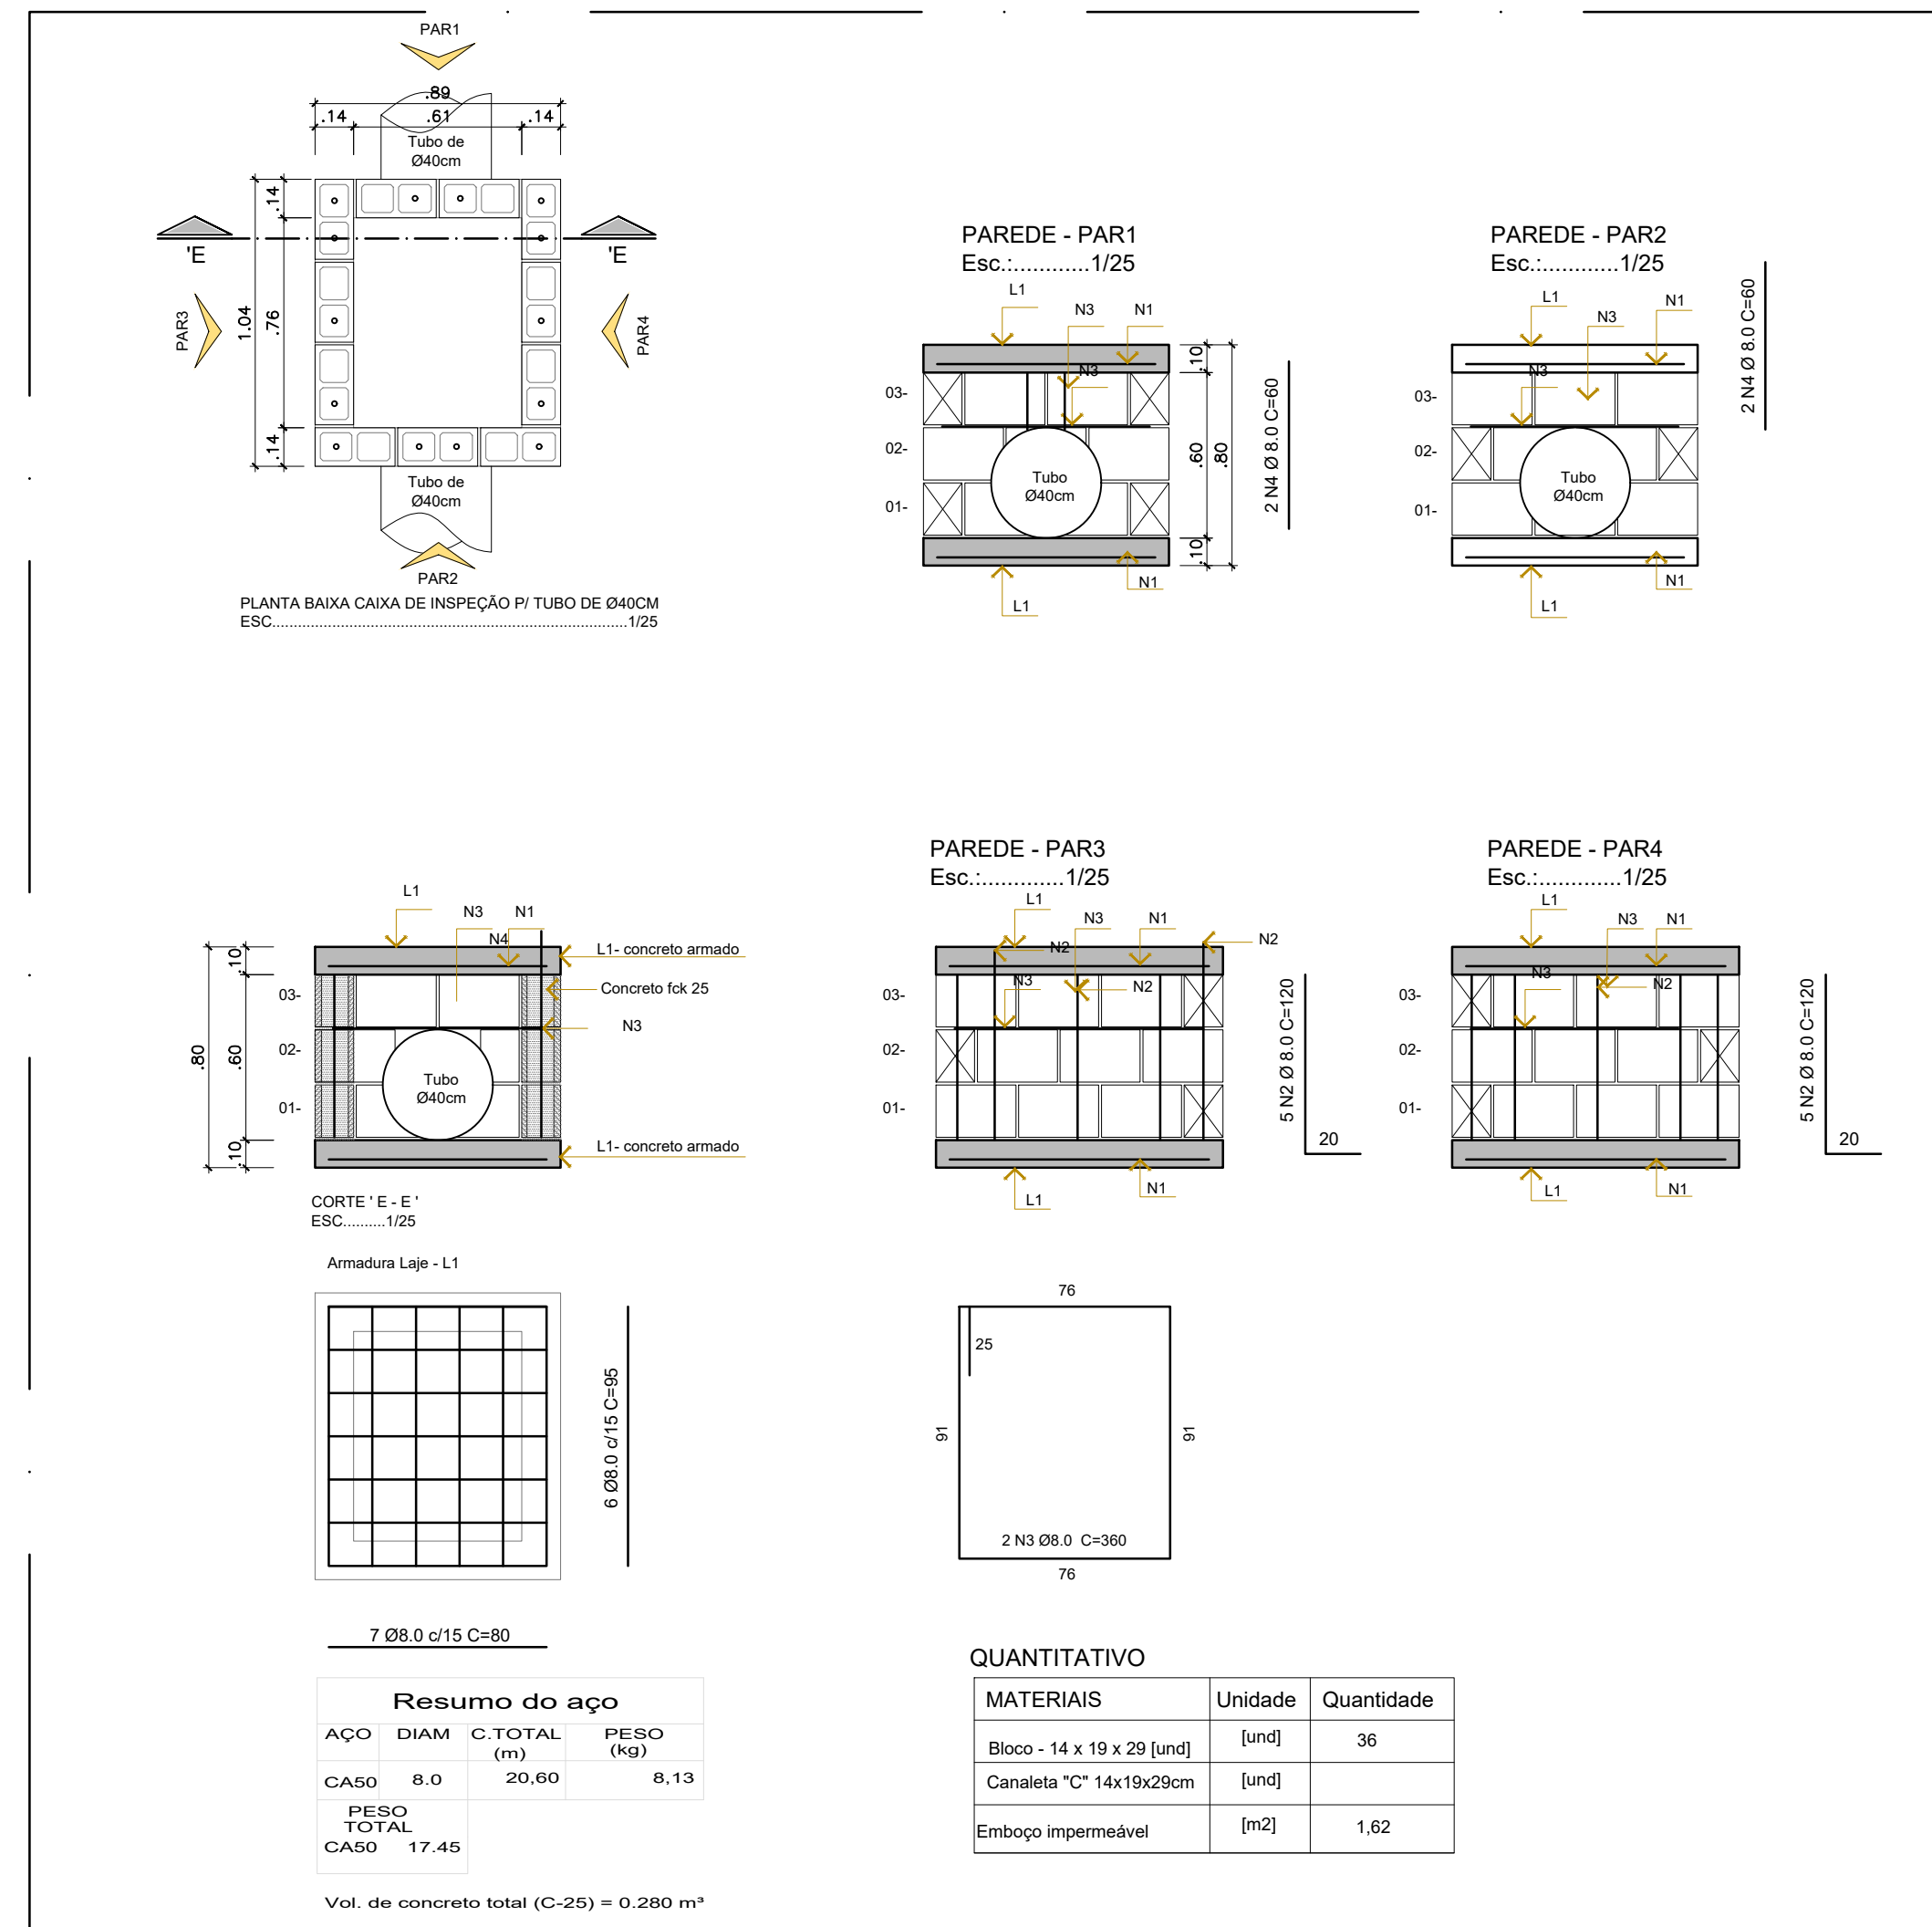 PAR1
.89
.14
.61
.14
Tubo de
Ø40cm
.14
'E
'E
PAR3
1.04
.76
PAR4
.14
Tubo de
Ø40cm
PAR2
PLANTA BAIXA CAIXA DE INSPEÇÃO P/ TUBO DE Ø40CM
ESC...................................................................................1/25
PAREDE - PAR1
Esc.:............1/25
L1
N3
N1
N3
03-
02-
01-
Tubo
Ø40cm
.10
.60
.80
.10
N1
L1
2 N4 Ø 8.0 C=60
PAREDE - PAR2
Esc.:............1/25
L1
N3
N1
N3
03-
02-
01-
Tubo
Ø40cm
N1
L1
2 N4 Ø 8.0 C=60
L1
N3
N1
N4
L1- concreto armado
Concreto fck 25
N3
03-
02-
01-
.10
.80
.60
.10
Tubo
Ø40cm
L1- concreto armado
CORTE ' E - E '
ESC..........1/25
PAREDE - PAR3
Esc.:.............1/25
L1
N3
N1
N2
N2
N3
N2
03-
02-
01-
N1
L1
5 N2 Ø 8.0 C=120
20
PAREDE - PAR4
Esc.:.............1/25
L1
N3
N1
N3
N2
03-
02-
01-
L1
N1
5 N2 Ø 8.0 C=120
20
Armadura Laje - L1
6 Ø8.0 c/15 C=95
7 Ø8.0 c/15 C=80
76
25
91
91
2 N3 Ø8.0 C=360
76
Resumo do aço
AÇO DIAM C.TOTAL (m) PESO (kg)
CA50 8.0 20,60 8,13
PESO
TOTAL
CA50 17.45
Vol. de concreto total (C-25) = 0.280 m³
QUANTITATIVO
MATERIAIS Unidade Quantidade
Bloco - 14 x 19 x 29 [und] [und] 36
Canaleta "C" 14x19x29cm [und]
Emboço impermeável [m2] 1,62